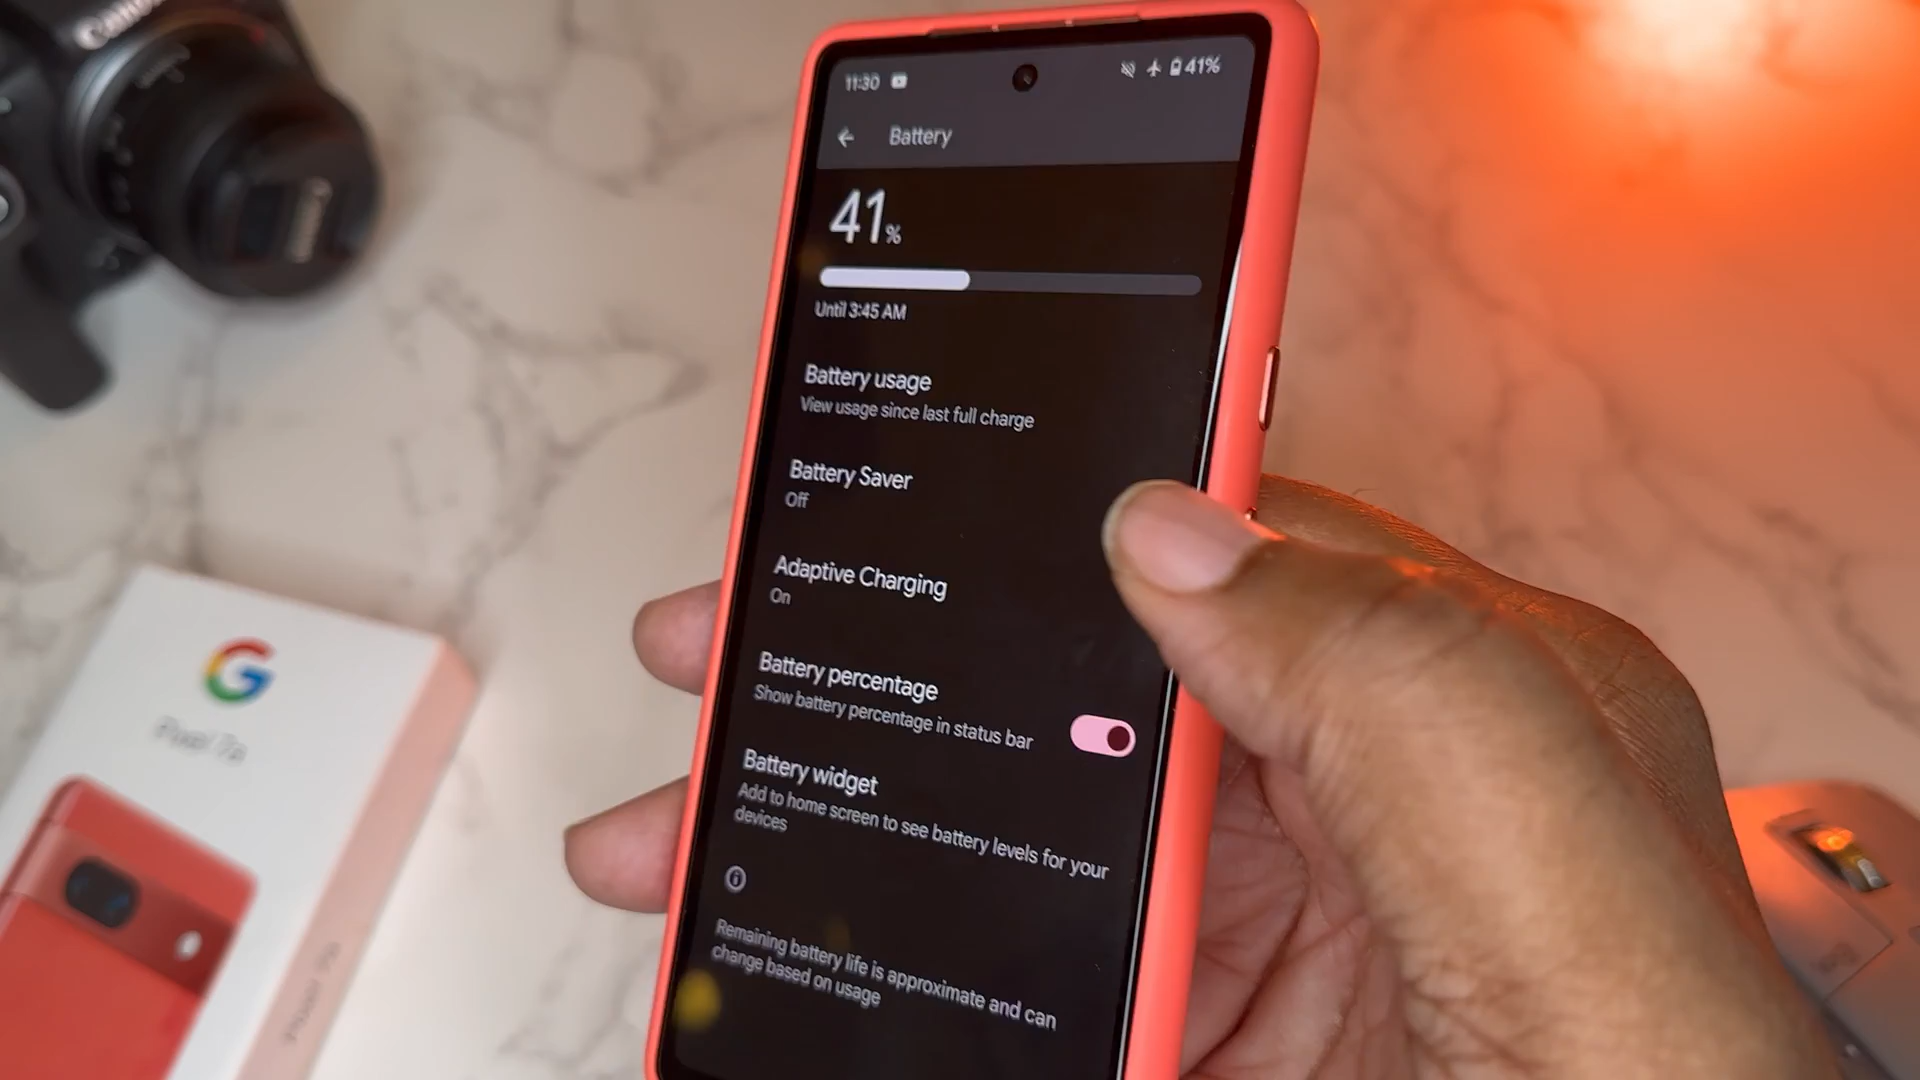 Canon
11:30
41%
Battery
41%
Until 3:45 AM
Battery usage
View usage since last full charge
Battery Saver
Off
Adaptive Charging
On
Battery percentage
Show battery percentage in status bar
Battery widget
Add to home screen to see battery levels for your
devices
Remaining battery life is approximate and can
change based on usage
G
Pixel 7a